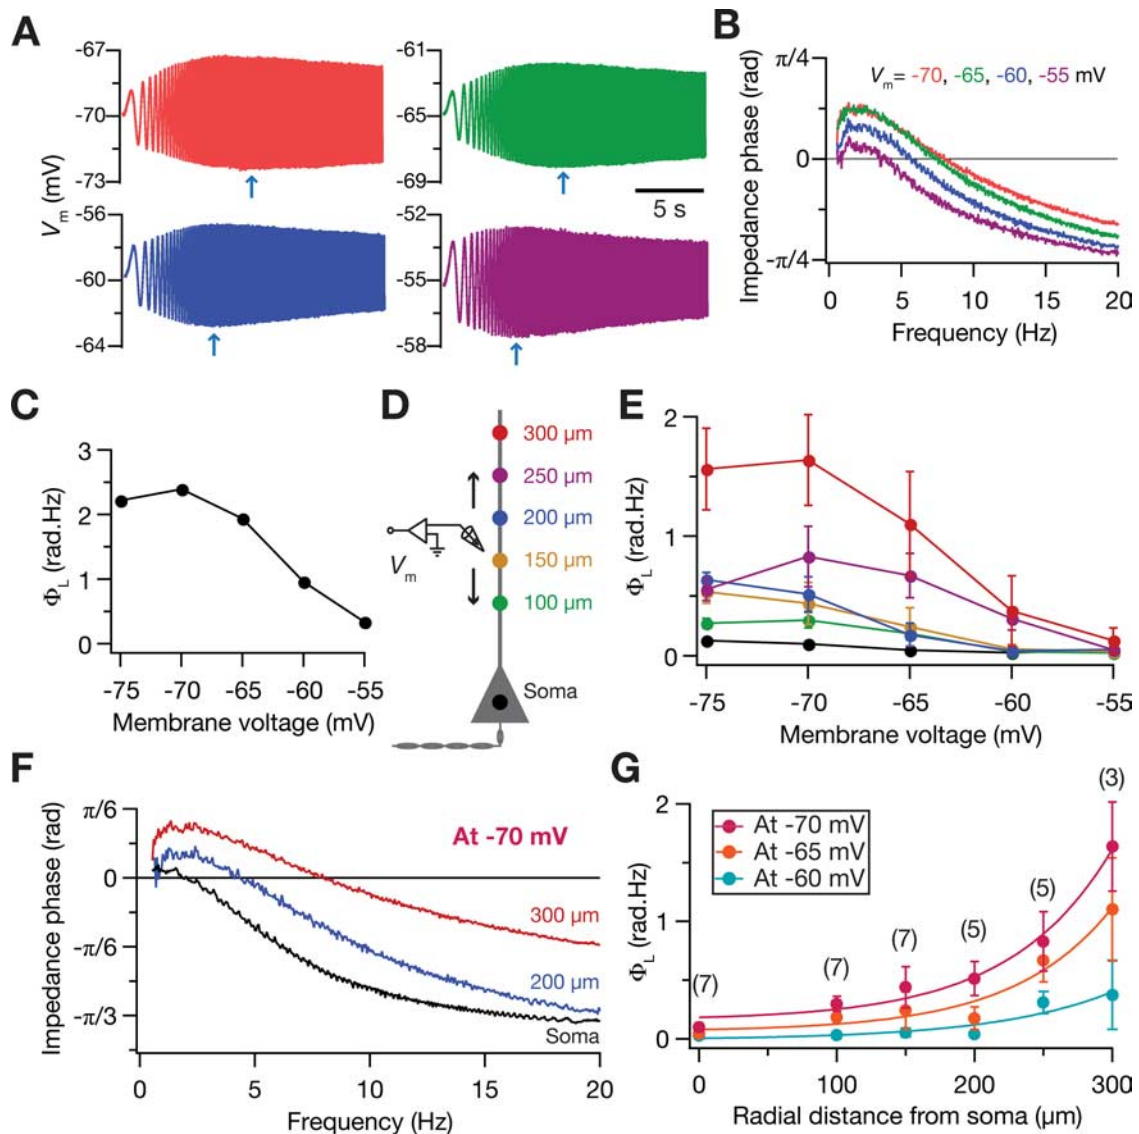 A
-67
-70
-73
-61
-65
-69
5 s
V_m (mV)
-56
-60
-64
-52
-55
-58
B
V_m= -70, -65, -60, -55 mV
π/4
0
-π/4
Impedance phase (rad)
0 5 10 15 20
Frequency (Hz)
C
3
2
1
0
Φ_L (rad.Hz)
-75 -70 -65 -60 -55
Membrane voltage (mV)
D
300 µm
250 µm
200 µm
150 µm
100 µm
V_m
Soma
E
2
1
0
Φ_L (rad.Hz)
-75 -70 -65 -60 -55
Membrane voltage (mV)
F
π/6
0
-π/6
-π/3
Impedance phase (rad)
At -70 mV
300 µm
200 µm
Soma
0 5 10 15 20
Frequency (Hz)
G
2
1
0
Φ_L (rad.Hz)
At -70 mV
At -65 mV
At -60 mV
(7)
(7)
(7)
(5)
(5)
(3)
0 100 200 300
Radial distance from soma (µm)